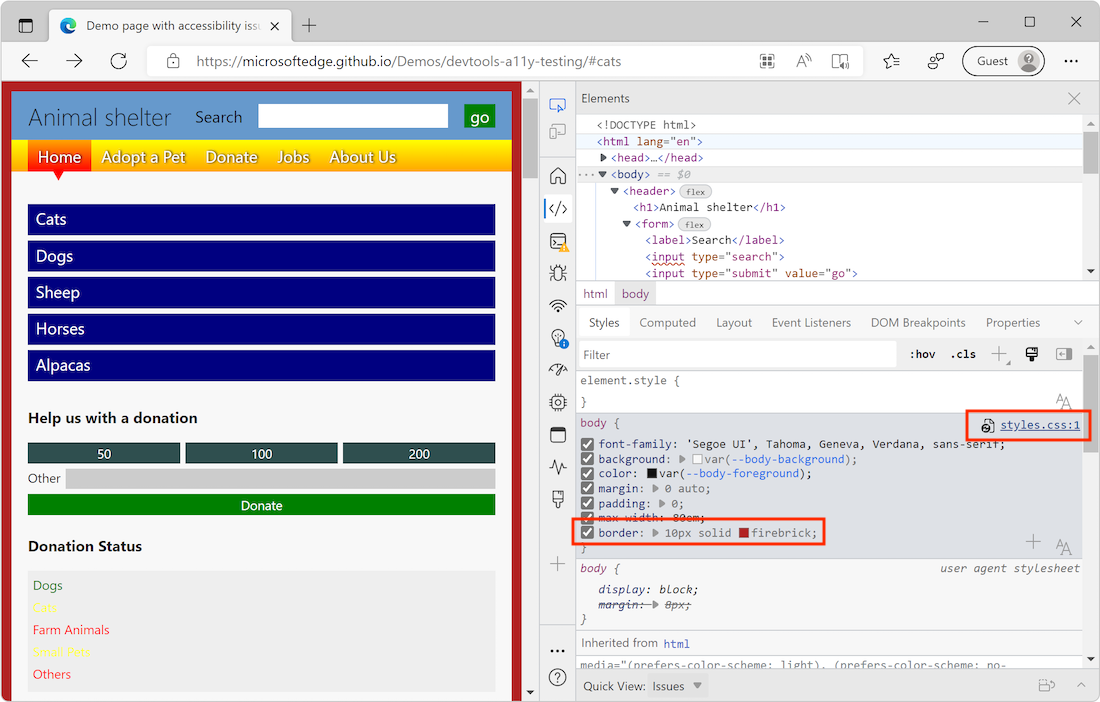 Demo page with accessibility issu
https://microsoftedge.github.io/Demos/devtools-a11y-testing/#cats
Guest
Animal shelter
Search
go
Home
Adopt a Pet
Donate
Jobs
About Us
Cats
Dogs
Sheep
Horses
Alpacas
Help us with a donation
50
100
200
Other
Donate
Donation Status
Dogs
Cats
Farm Animals
Small Pets
Others
Elements
<!DOCTYPE html>
<html lang="en">
<head>…</head>
<body> == $0
<header> flex
<h1>Animal shelter</h1>
<form> flex
<label>Search</label>
<input type="search">
<input type="submit" value="go">
html
body
Styles
Computed
Layout
Event Listeners
DOM Breakpoints
Properties
Filter
:hov
.cls
element.style {
}
body {
styles.css:1
font-family: 'Segoe UI', Tahoma, Geneva, Verdana, sans-serif;
background: var(--body-background);
color: var(--body-foreground);
margin: 0 auto;
padding: 0;
max-width: 80em;
border: 10px solid firebrick;
}
body {
user agent stylesheet
display: block;
margin: 8px;
}
Inherited from html
media="(prefers-color-scheme: light), (prefers-color-scheme: no-
Quick View:
Issues